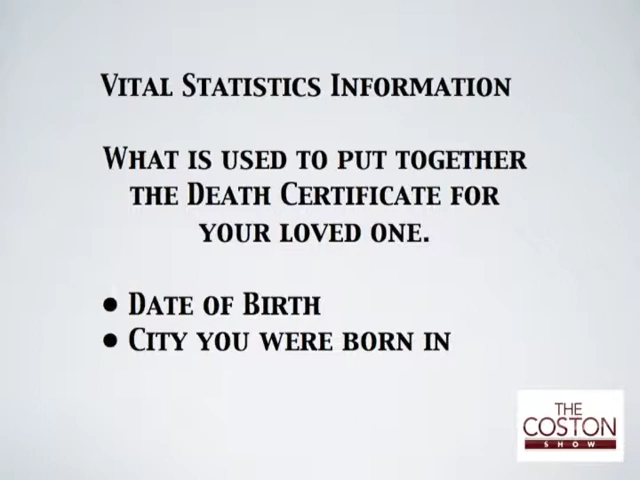 Vital Statistics Information
What is used to put together
the Death Certificate for
your loved one.
• Date of Birth
• City you were born in
THE
COSTON
SHOW